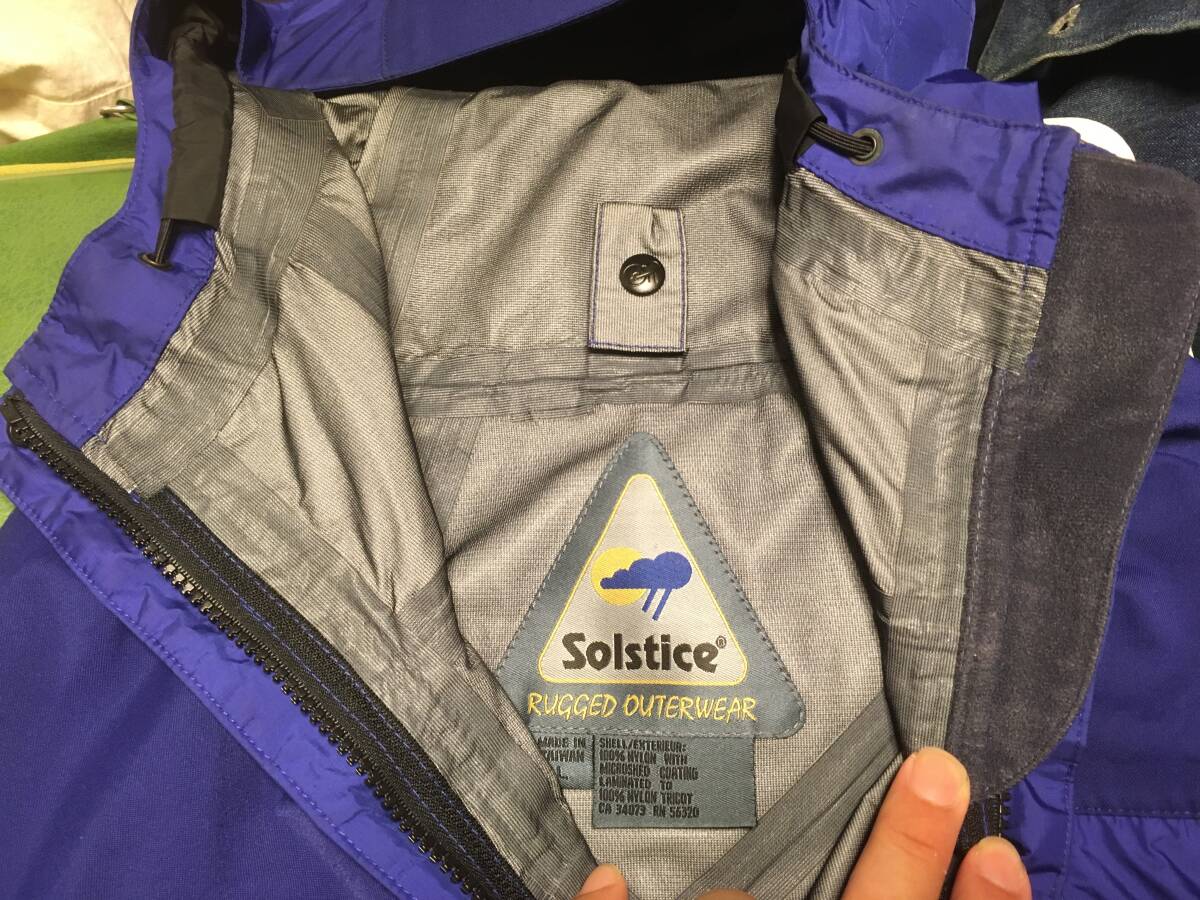 Solstice®
RUGGED OUTERWEAR
MADE IN
TAIWAN
L
SHELL/EXTERIEUR:
100% NYLON WITH
MICROSHED COATING
LAMINATED TO
100% NYLON TRICOT
CA 34073 RN 56320